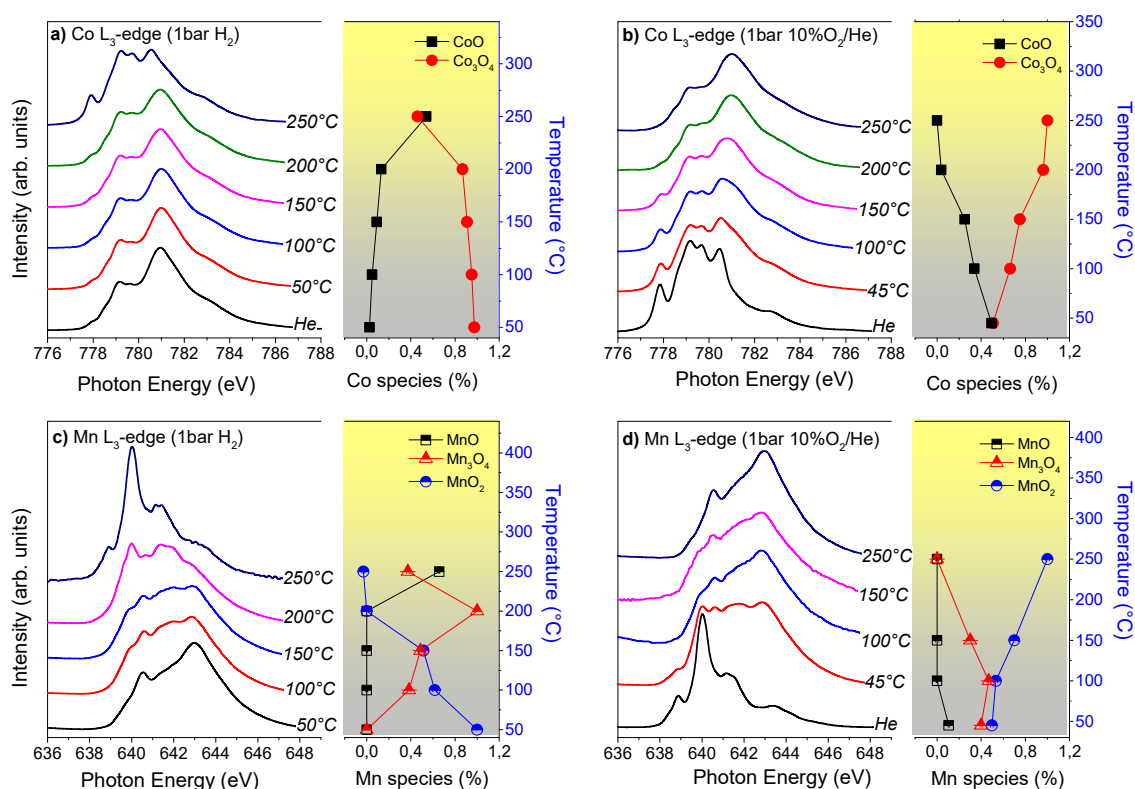 a) Co L₃-edge (1bar H₂)
250°C
200°C
150°C
100°C
50°C
He
Intensity (arb. units)
776 778 780 782 784 786 788
Photon Energy (eV)
CoO
Co₃O₄
300
250
200
150
100
50
Temperature (°C)
0,0 0,4 0,8 1,2
Co species (%)
b) Co L₃-edge (1bar 10%O₂/He)
250°C
200°C
150°C
100°C
45°C
He
776 778 780 782 784 786 788
Photon Energy (eV)
CoO
Co₃O₄
350
300
250
200
150
100
50
Temperature (°C)
0,0 0,4 0,8 1,2
Co species (%)
c) Mn L₃-edge (1bar H₂)
250°C
200°C
150°C
100°C
50°C
Intensity (arb. units)
636 640 644 648
Photon Energy (eV)
MnO
Mn₃O₄
MnO₂
400
350
300
250
200
150
100
50
Temperature (°C)
0,0 0,4 0,8 1,2
Mn species (%)
d) Mn L₃-edge (1bar 10%O₂/He)
250°C
150°C
100°C
45°C
He
636 640 644 648
Photon Energy (eV)
MnO
Mn₃O₄
MnO₂
400
350
300
250
200
150
100
50
Temperature (°C)
0,0 0,4 0,8 1,2
Mn species (%)